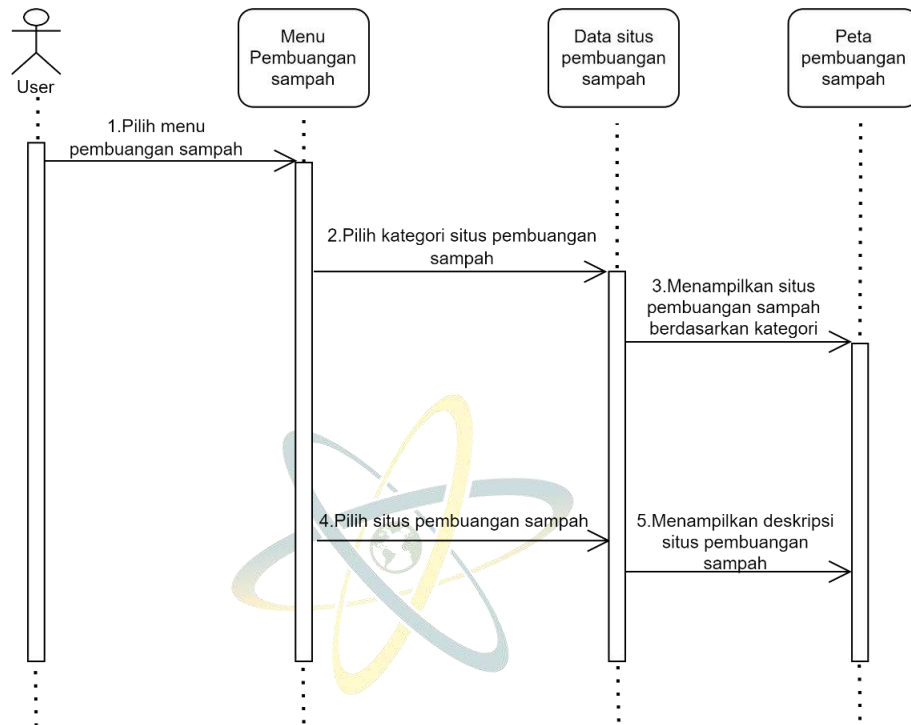 User
Menu
Pembuangan
sampah
Data situs
pembuangan
sampah
Peta
pembuangan
sampah
1.Pilih menu
pembuangan sampah
2.Pilih kategori situs pembuangan
sampah
3.Menampilkan situs
pembuangan sampah
berdasarkan kategori
4.Pilih situs pembuangan sampah
5.Menampilkan deskripsi
situs pembuangan
sampah